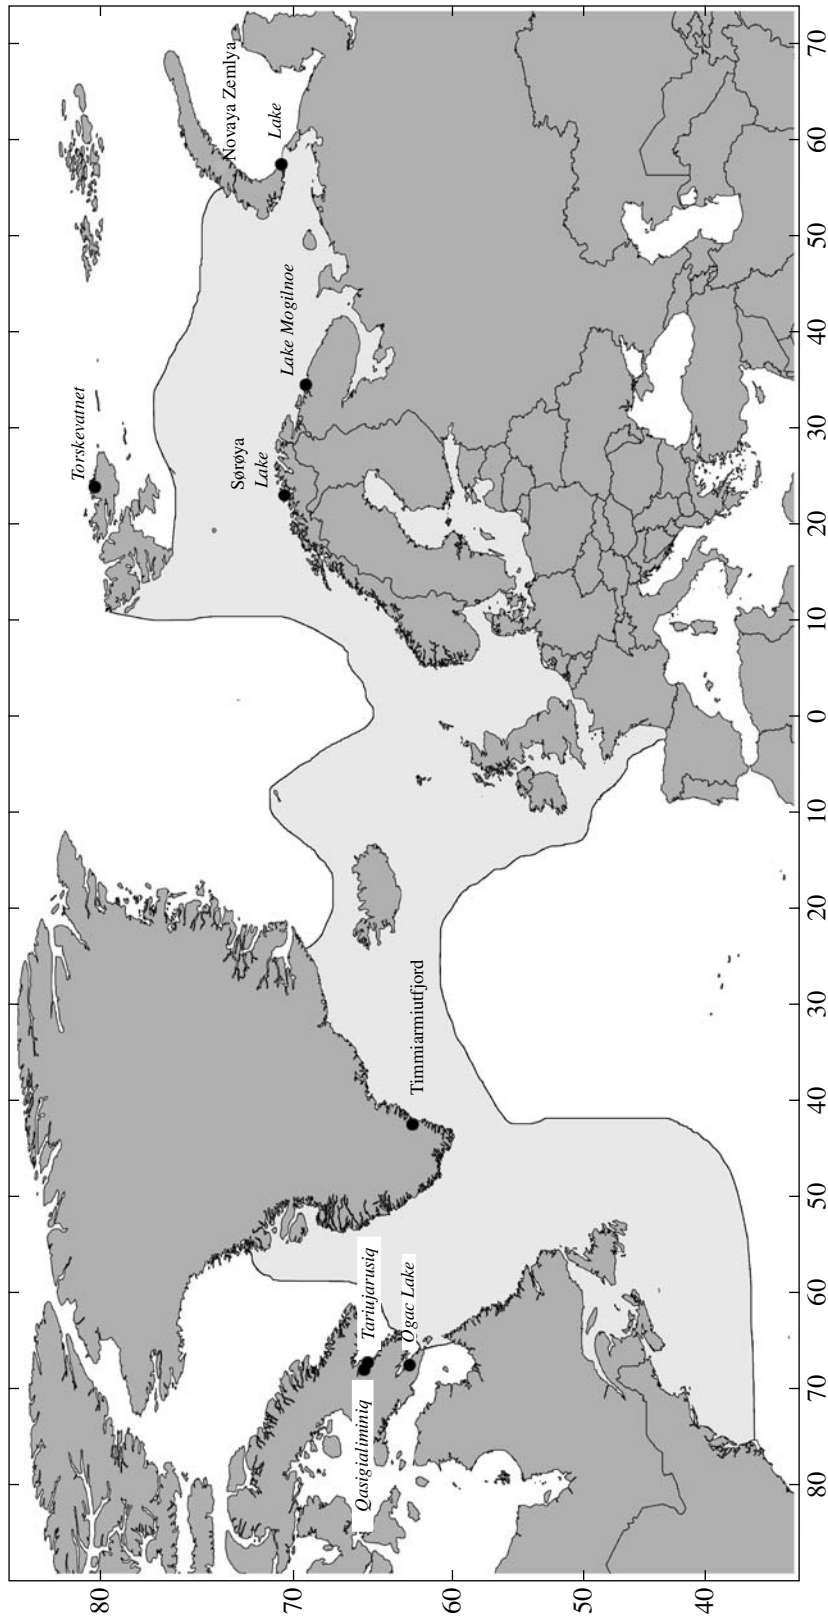 80
70
60
50
40
80
70
60
50
40
30
20
10
0
10
20
30
40
50
60
70
Qasigialiminiq
Tariujarusiq
Ogac Lake
Timmiarmiutfjord
Torskevatnet
Sørøya
Lake
Lake Mogilnoe
Novaya Zemlya
Lake